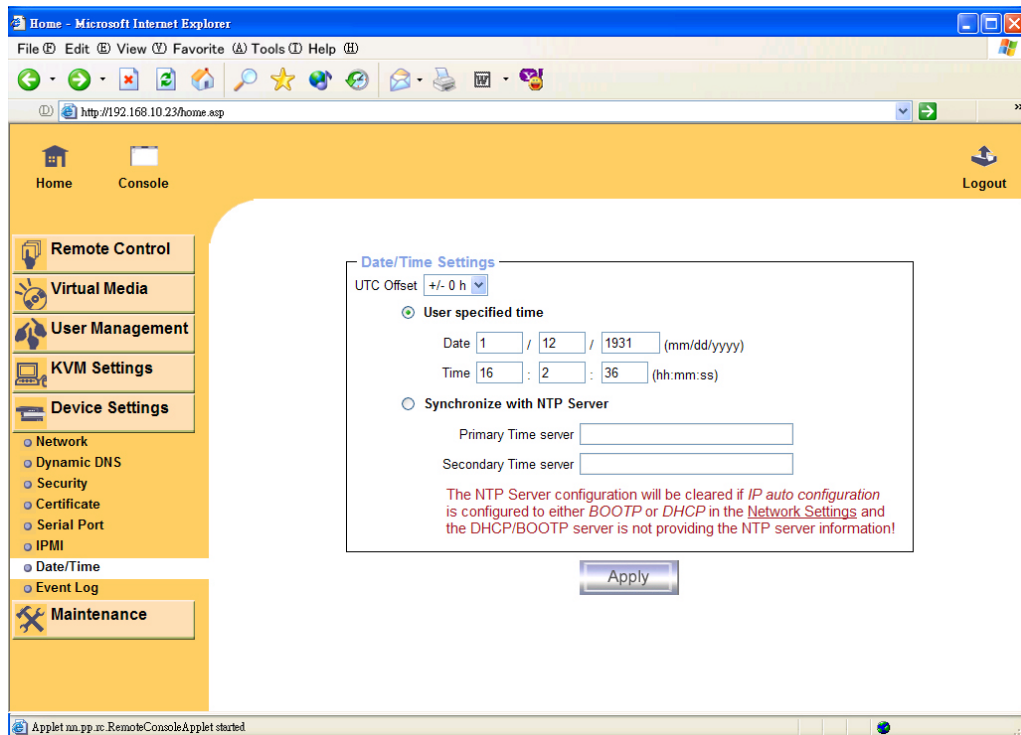 Home - Microsoft Internet Explorer
File (F) Edit (E) View (V) Favorite (A) Tools (T) Help (H)
(D) http://192.168.10.23/home.asp
Home Console Logout
Remote Control
Virtual Media
User Management
KVM Settings
Device Settings
Network
Dynamic DNS
Security
Certificate
Serial Port
IPMI
Date/Time
Event Log
Maintenance
Date/Time Settings
UTC Offset +/- 0 h
User specified time
Date 1 / 12 / 1931 (mm/dd/yyyy)
Time 16 : 2 : 36 (hh:mm:ss)
Synchronize with NTP Server
Primary Time server
Secondary Time server
The NTP Server configuration will be cleared if IP auto configuration
is configured to either BOOTP or DHCP in the Network Settings and
the DHCP/BOOTP server is not providing the NTP server information!
Apply
Applet nn.pp.rc.RemoteConsoleApplet started